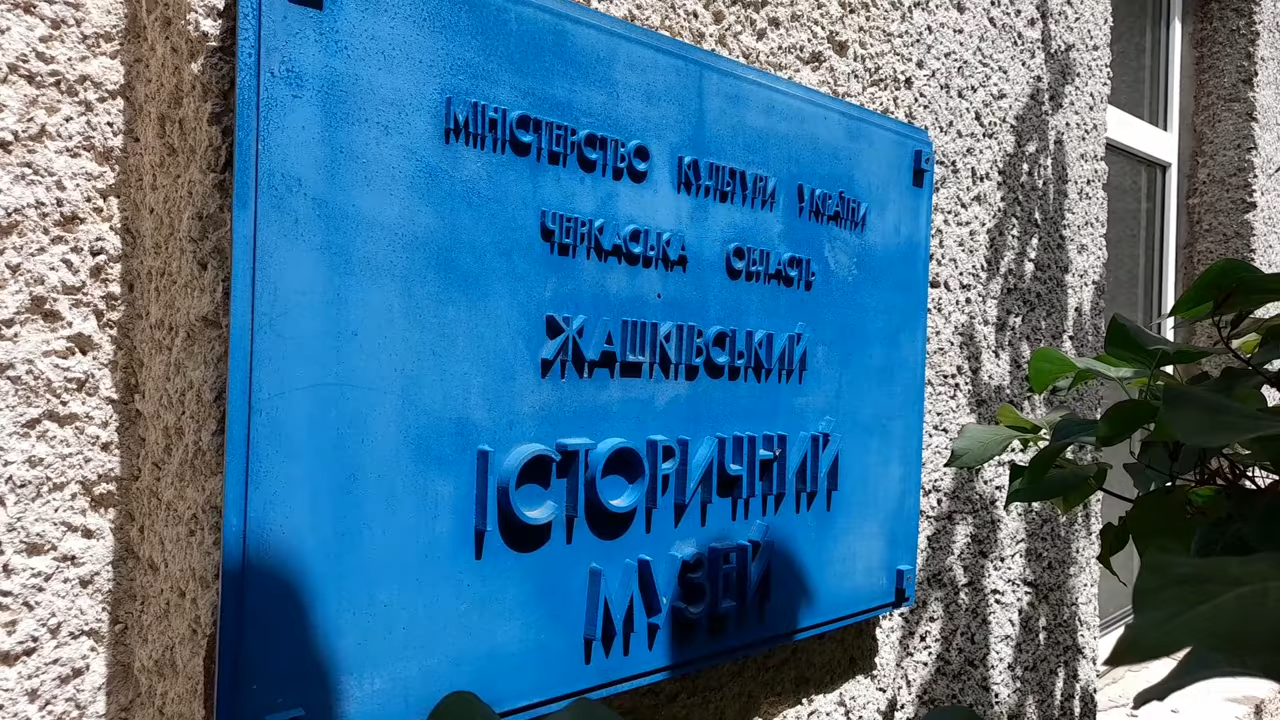 МІНІСТЕРСТВО КУЛЬТУРИ УКРАЇНИ
ЧЕРКАСЬКА ОБЛАСТЬ
ЖАШКІВСЬКИЙ
ІСТОРИЧНИЙ
МУЗЕЙ